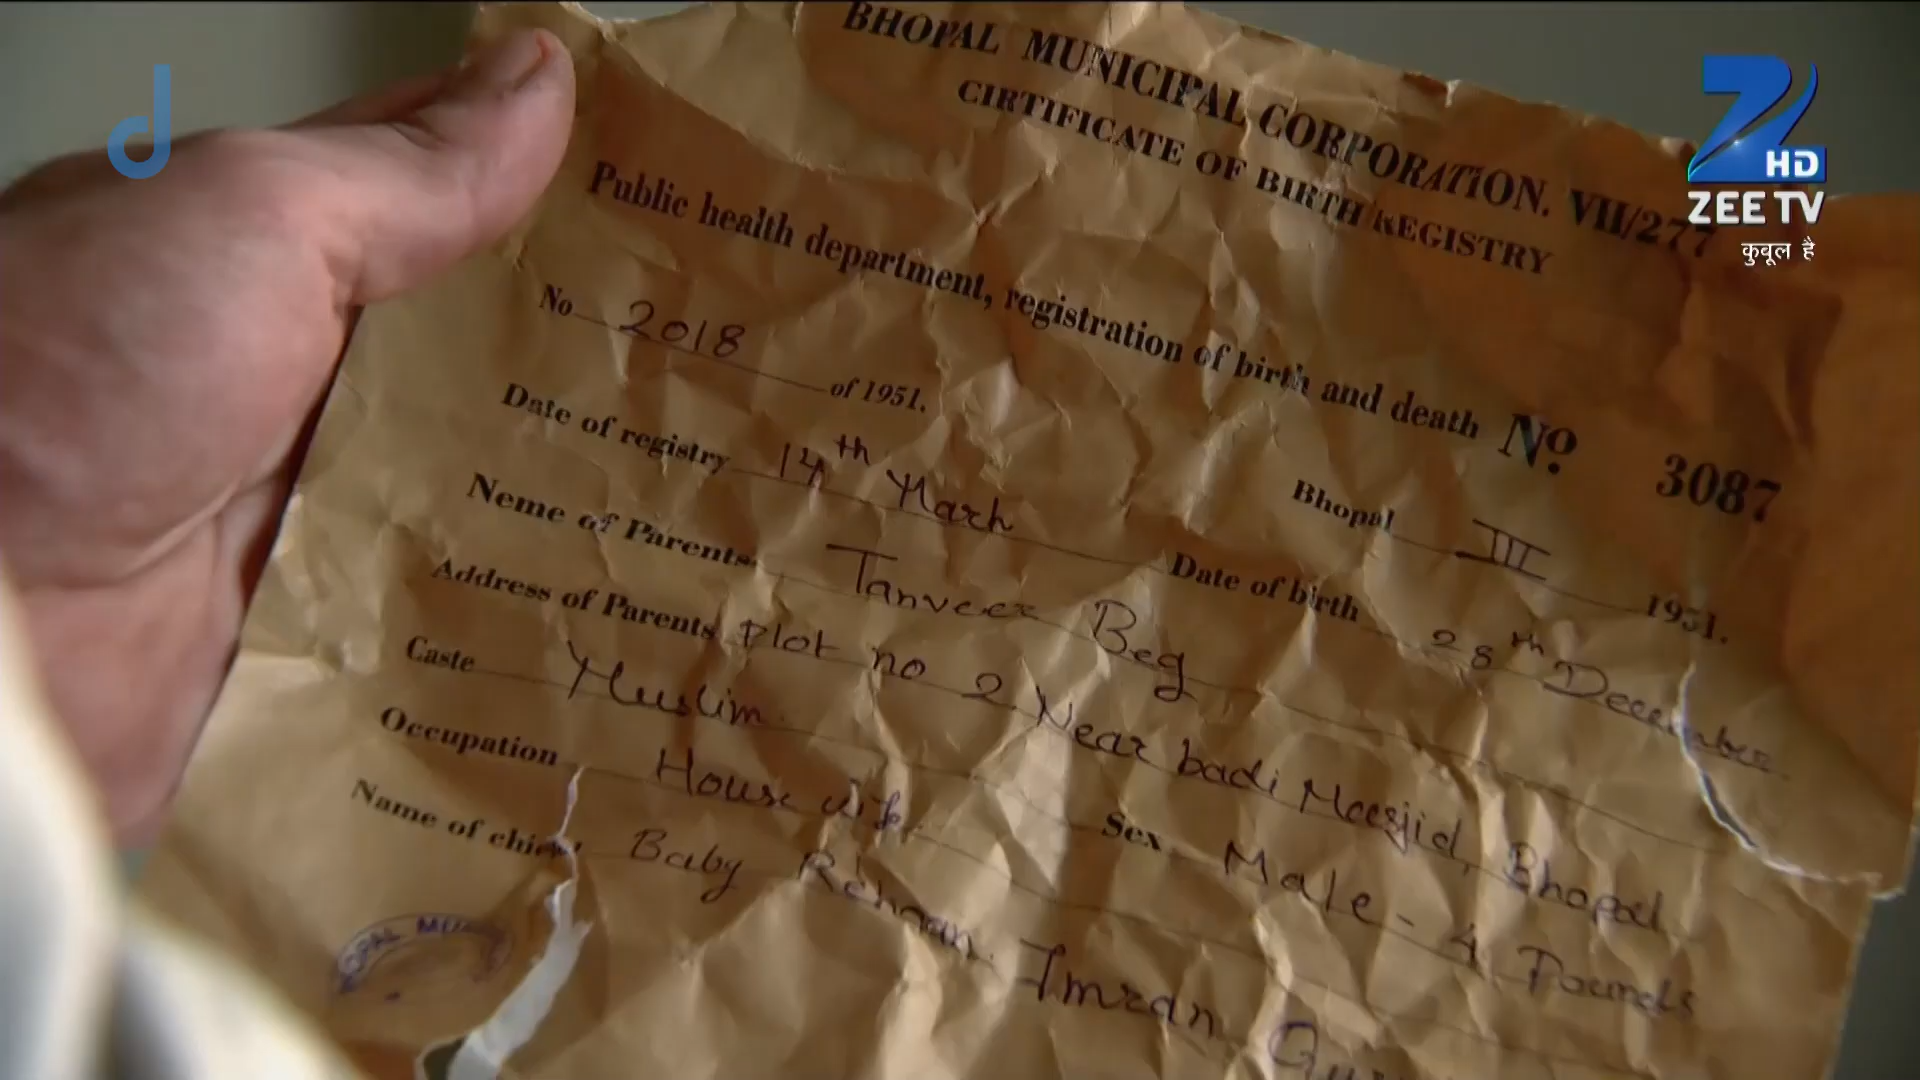 BHOPAL MUNICIPAL CORPORATION. VII/277
CIRTIFICATE OF BIRTH REGISTRY
Public health department, registration of birth and death No 3087
No 2018 of 1951.
Bhopal III 1951.
Date of registry 14th March
Date of birth 28th December
Neme of Parents Tanveer Beg
Address of Parents Plot no 2 Near badi Masjid, Bhopal
Caste Muslim
Occupation House wife
Sex Male - 4 Pounds
Name of child Baby Rehaan Imran
d
HD
ZEE TV
कुबूल है